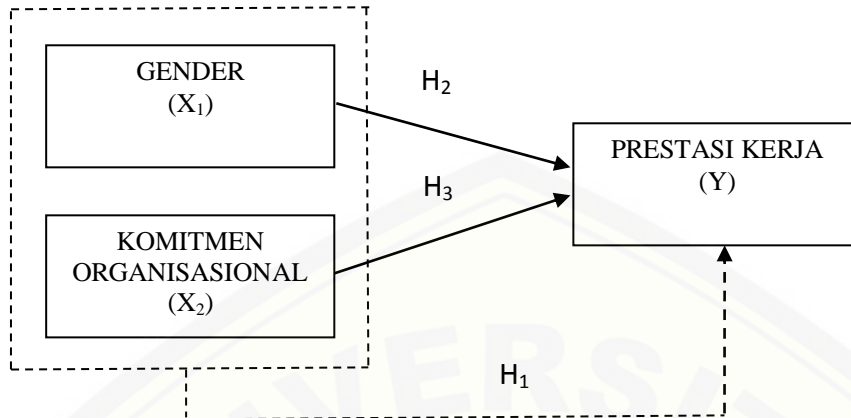 GENDER
(X₁)
H₂
PRESTASI KERJA
(Y)
H₃
KOMITMEN
ORGANISASIONAL
(X₂)
H₁